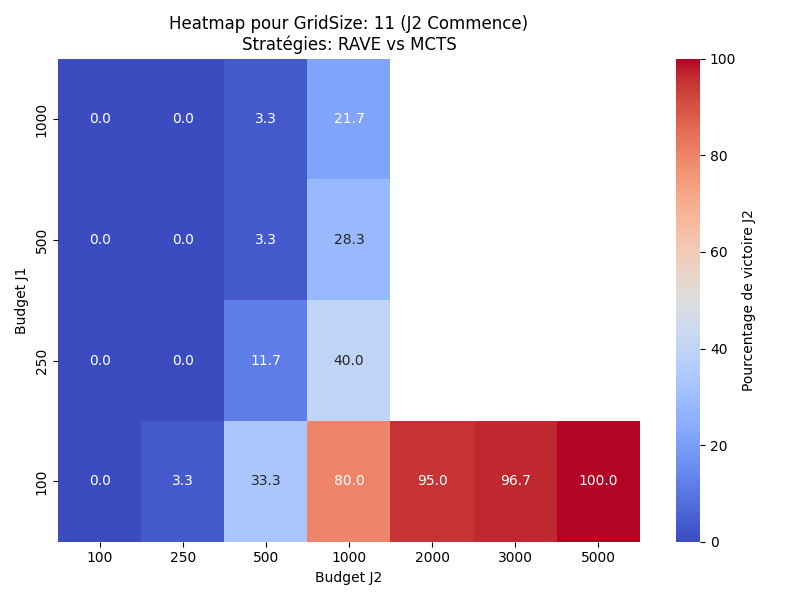 Heatmap pour GridSize: 11 (J2 Commence)
Stratégies: RAVE vs MCTS
Budget J1
1000 0.0 0.0 3.3 21.7
500 0.0 0.0 3.3 28.3
250 0.0 0.0 11.7 40.0
100 0.0 3.3 33.3 80.0 95.0 96.7 100.0
100 250 500 1000 2000 3000 5000
Budget J2
100
80
60
40
20
0
Pourcentage de victoire J2